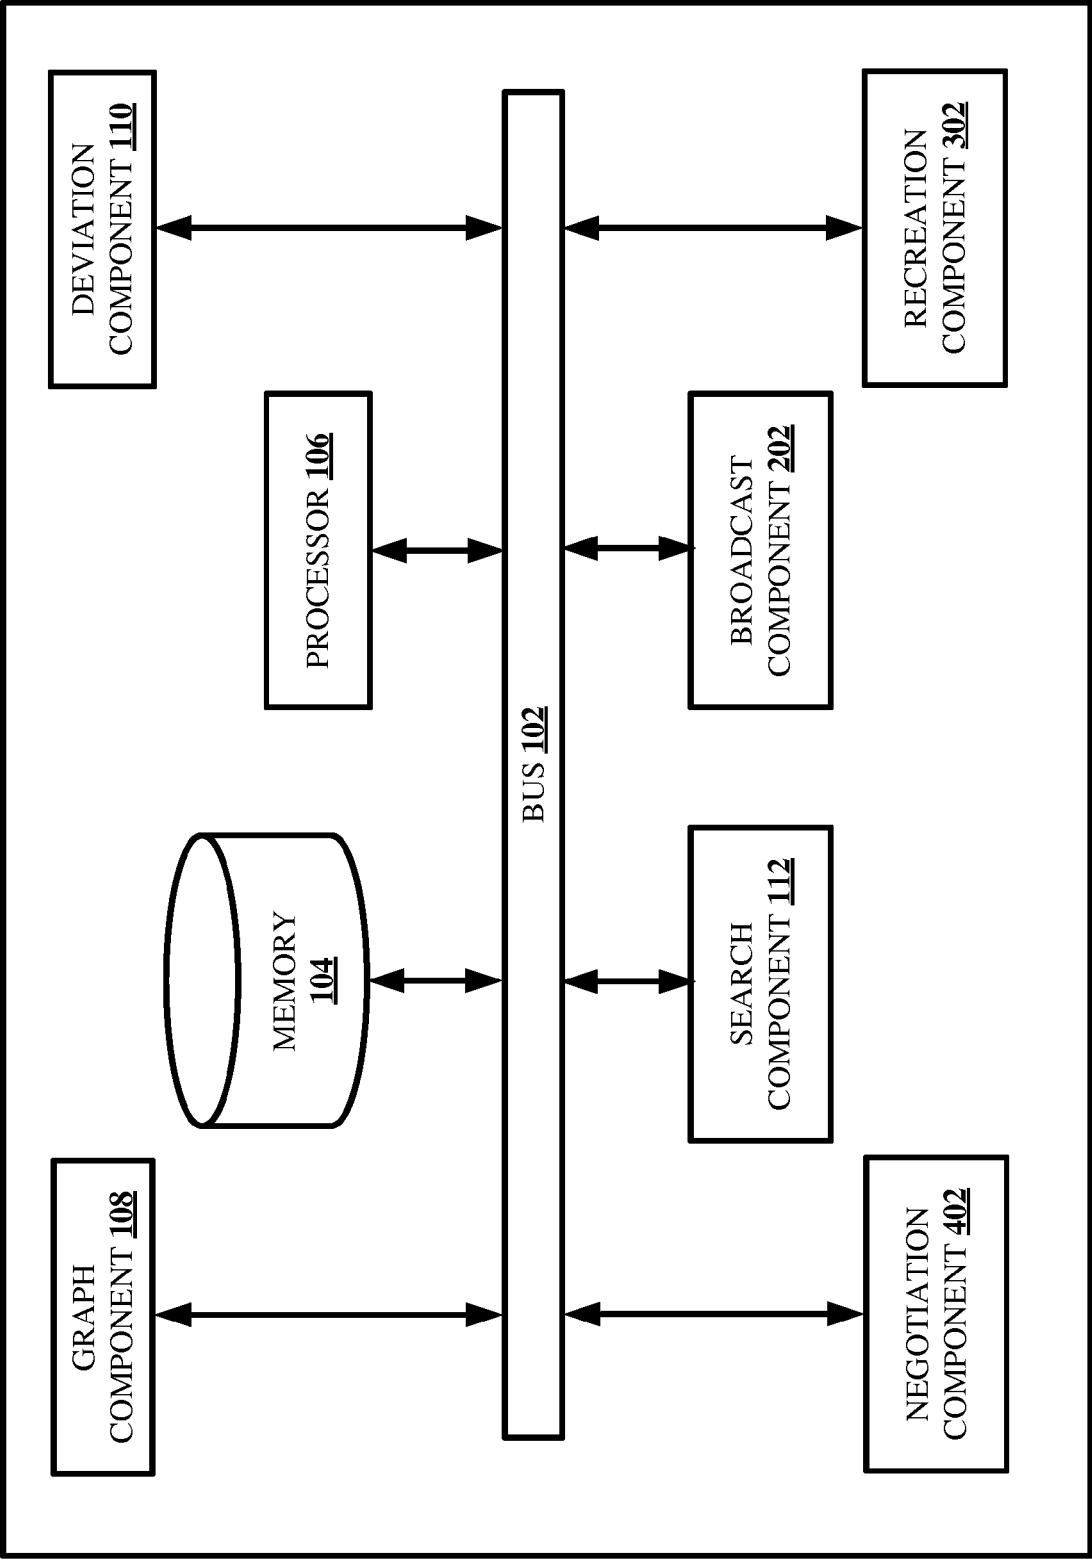 GRAPH
COMPONENT 108
MEMORY
104
PROCESSOR 106
DEVIATION
COMPONENT 110
BUS 102
NEGOTIATION
COMPONENT 402
SEARCH
COMPONENT 112
BROADCAST
COMPONENT 202
RECREATION
COMPONENT 302